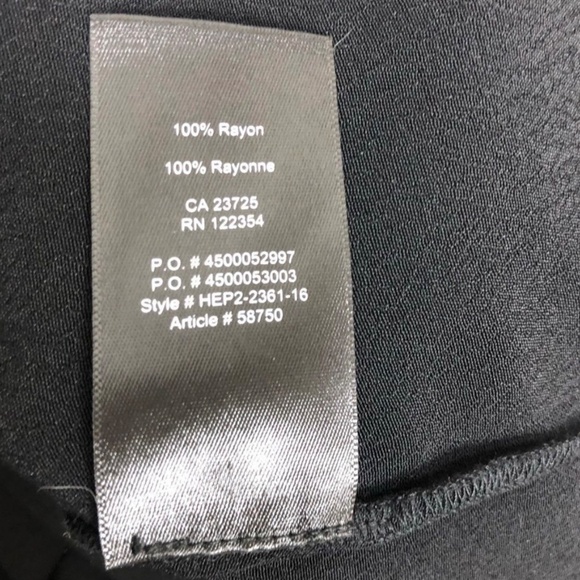 100% Rayon
100% Rayonne
CA 23725
RN 122354
P.O. # 4500052997
P.O. # 4500053003
Style # HEP2-2361-16
Article # 58750